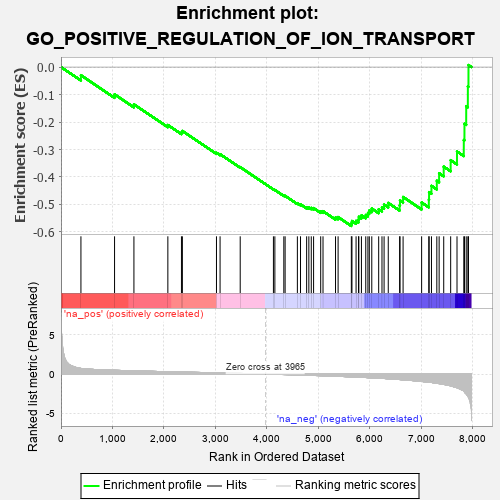 Enrichment plot:
GO_POSITIVE_REGULATION_OF_ION_TRANSPORT
Enrichment score (ES)
0.0
-0.1
-0.2
-0.3
-0.4
-0.5
-0.6
'na_pos' (positively correlated)
Zero cross at 3965
'na_neg' (negatively correlated)
Ranked list metric (PreRanked)
5
0
-5
0
1,000
2,000
3,000
4,000
5,000
6,000
7,000
8,000
Rank in Ordered Dataset
Enrichment profile
Hits
Ranking metric scores